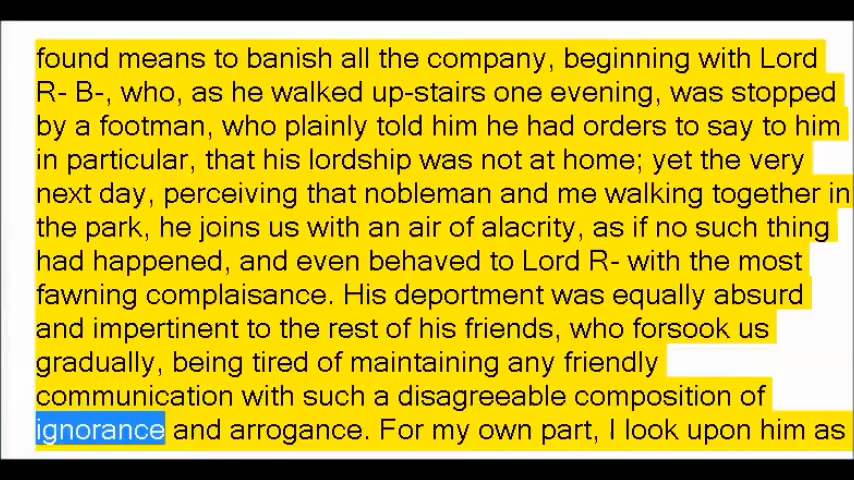 found means to banish all the company, beginning with Lord
R- B-, who, as he walked up-stairs one evening, was stopped
by a footman, who plainly told him he had orders to say to him
in particular, that his lordship was not at home; yet the very
next day, perceiving that nobleman and me walking together in
the park, he joins us with an air of alacrity, as if no such thing
had happened, and even behaved to Lord R- with the most
fawning complaisance. His deportment was equally absurd
and impertinent to the rest of his friends, who forsook us
gradually, being tired of maintaining any friendly
communication with such a disagreeable composition of
ignorance and arrogance. For my own part, I look upon him as